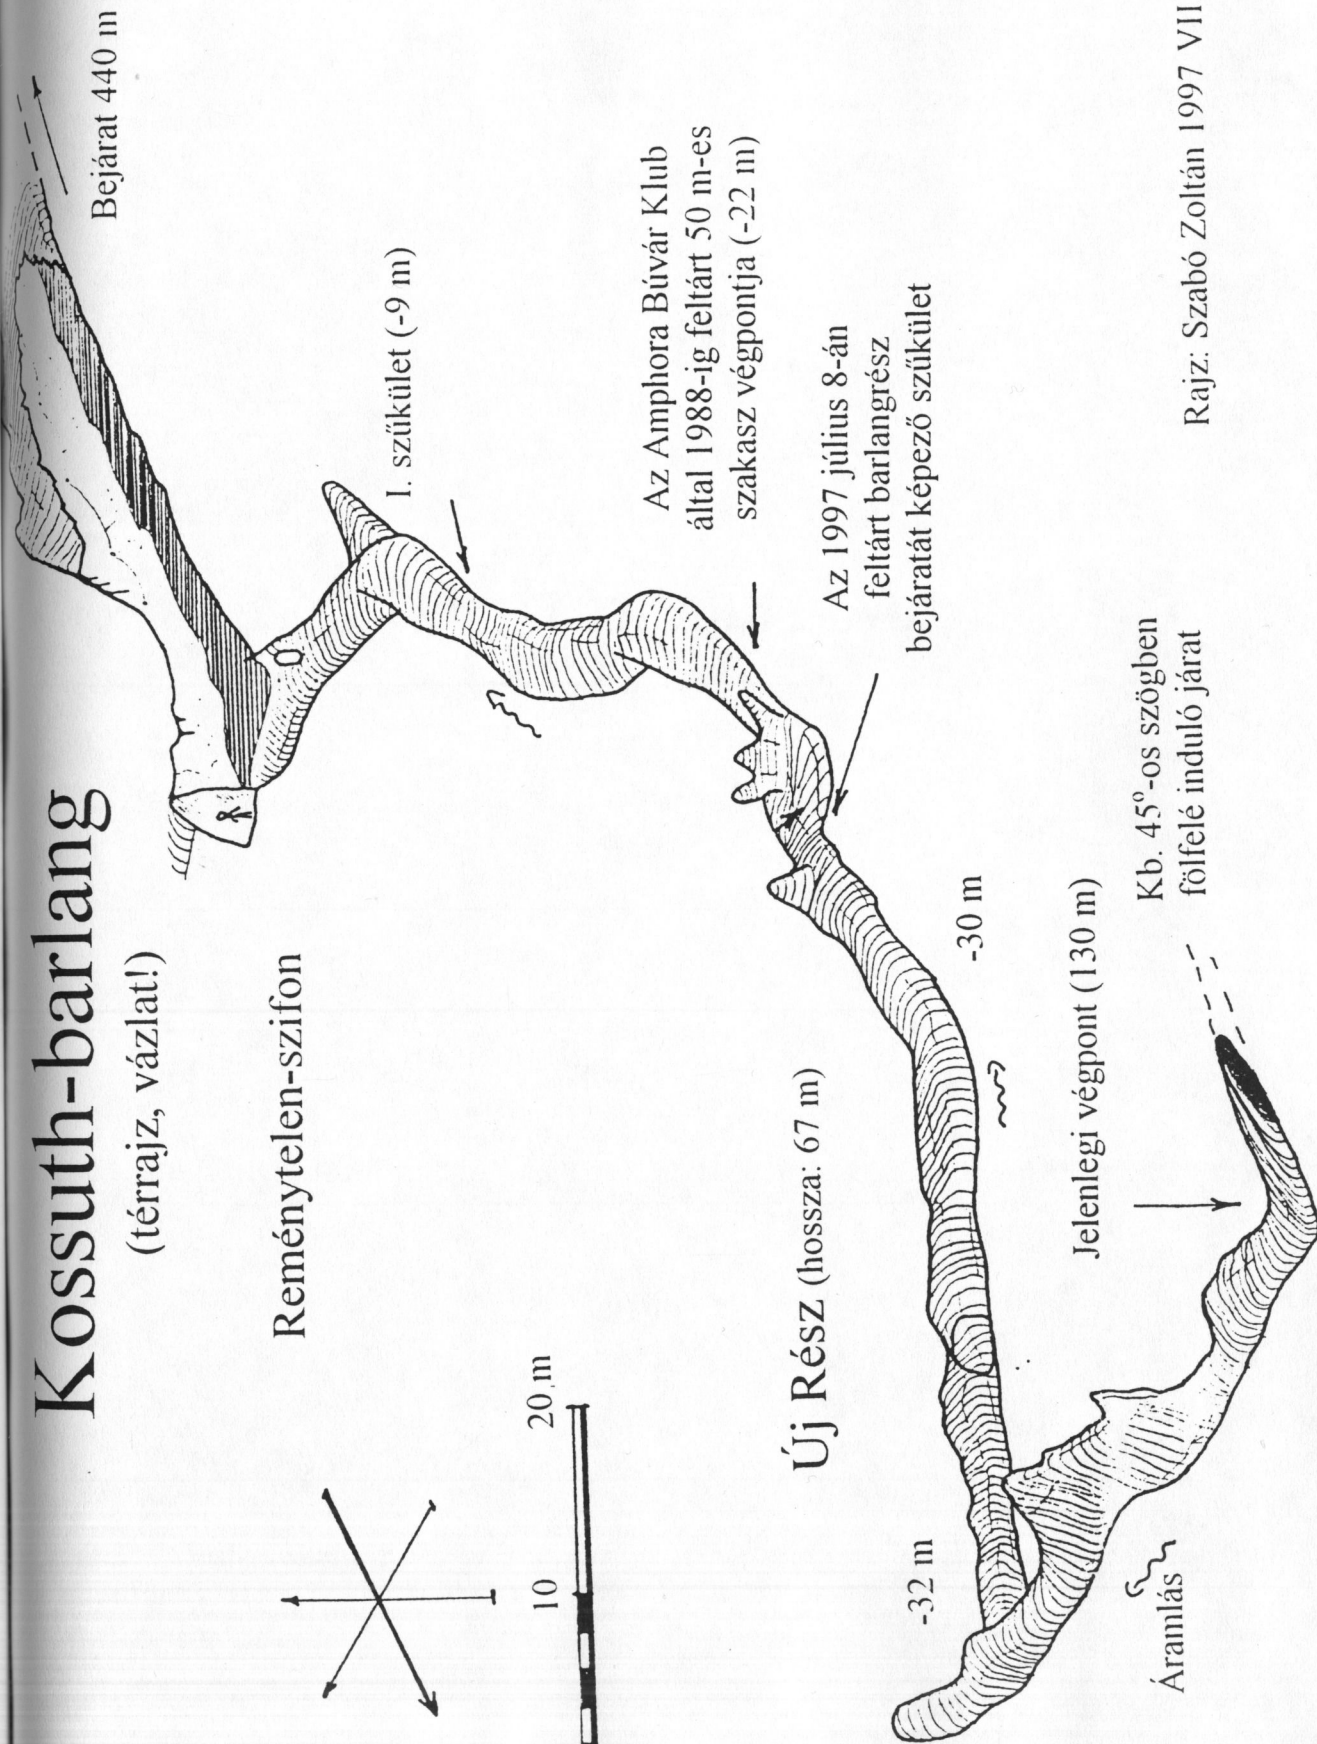 Kossuth-barlang
(térrajz, vázlat!)
Bejárat 440 m
Reménytelen-szifon
I. szűkület (-9 m)
10
20 m
Az Amphora Búvár Klub
által 1988-ig feltárt 50 m-es
szakasz végpontja (-22 m)
Új Rész (hossza: 67 m)
Az 1997 július 8-án
feltárt barlangrész
bejáratát képező szűkület
-32 m
-30 m
Jelenlegi végpont (130 m)
Kb. 45°-os szögben
fölfelé induló járat
Áramlás
Rajz: Szabó Zoltán 1997 VII